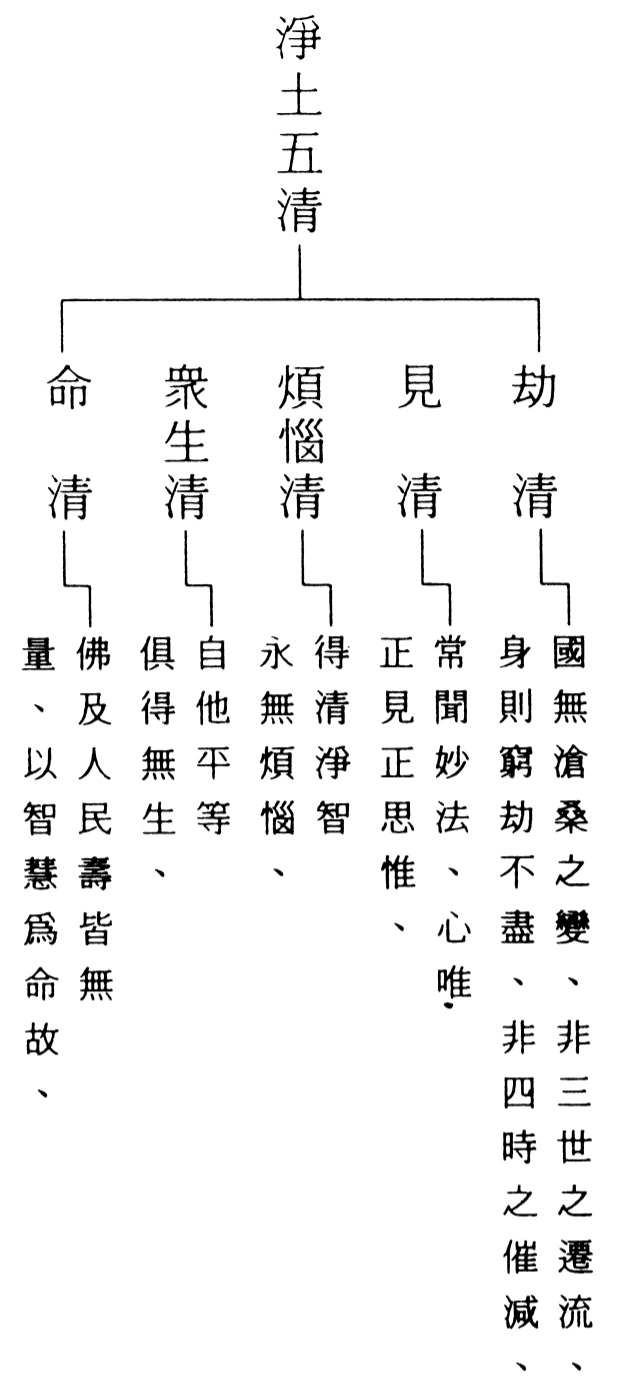 淨土五清
劫清
國無滄桑之變、非三世之遷流、
身則窮劫不盡、非四時之催減、
見清
常聞妙法、心唯
正見正思惟、
煩惱清
得清淨智
永無煩惱、
衆生清
自他平等
俱得無生、
命清
佛及人民壽皆無
量、以智慧爲命故、